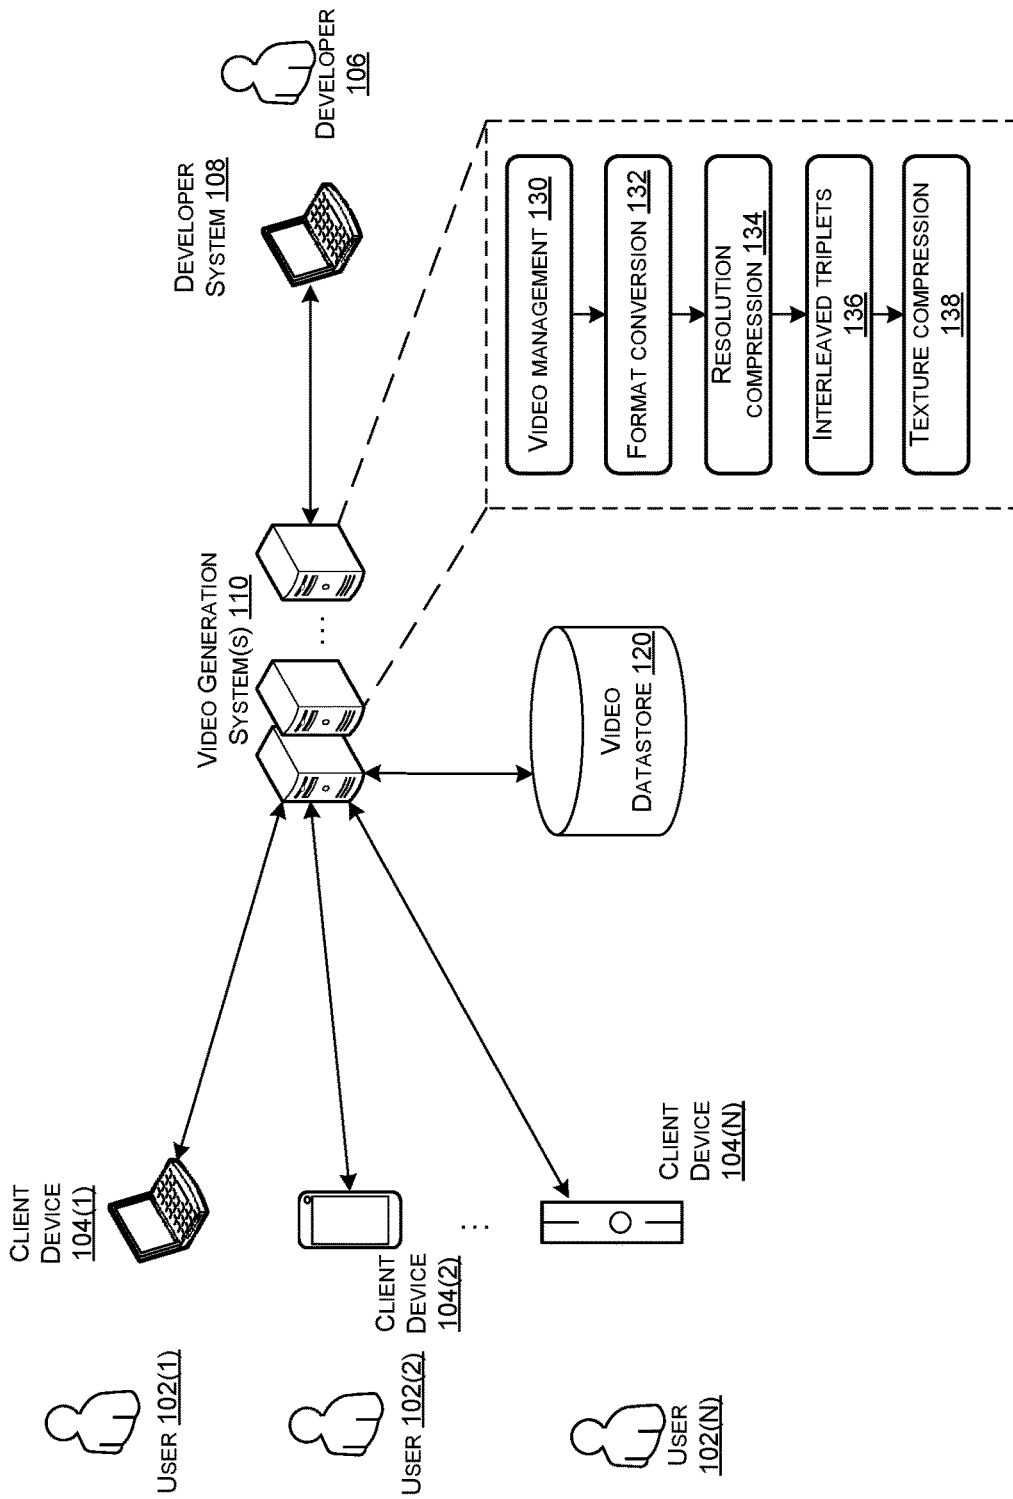 USER 102(1)
CLIENT
DEVICE
104(1)
USER 102(2)
CLIENT
DEVICE
104(2)
...
USER
102(N)
CLIENT
DEVICE
104(N)
VIDEO GENERATION
SYSTEM(S) 110
...
DEVELOPER
SYSTEM 108
DEVELOPER
106
VIDEO
DATASTORE 120
VIDEO MANAGEMENT 130
FORMAT CONVERSION 132
RESOLUTION
COMPRESSION 134
INTERLEAVED TRIPLETS
136
TEXTURE COMPRESSION
138